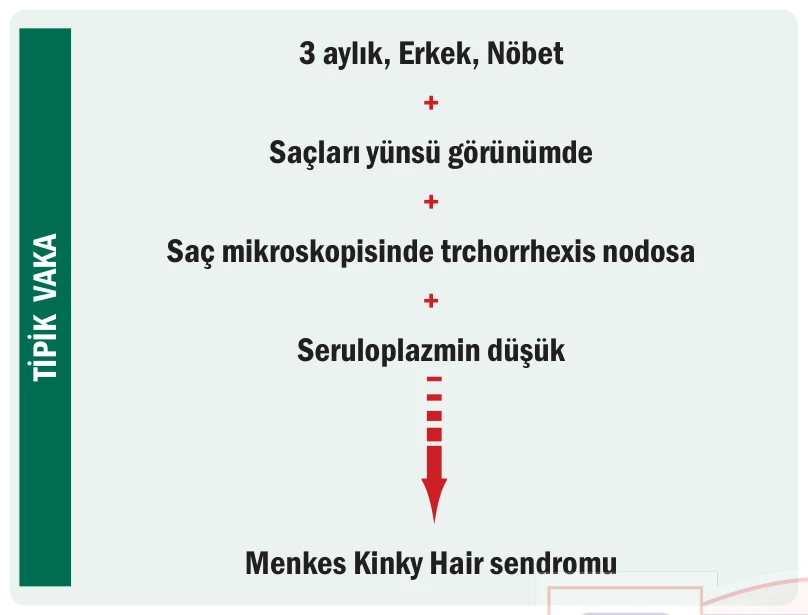 TİPİK VAKA
3 aylık, Erkek, Nöbet
+
Saçları yünsü görünümde
+
Saç mikroskopisinde trchorrhexis nodosa
+
Seruloplazmin düşük
Menkes Kinky Hair sendromu